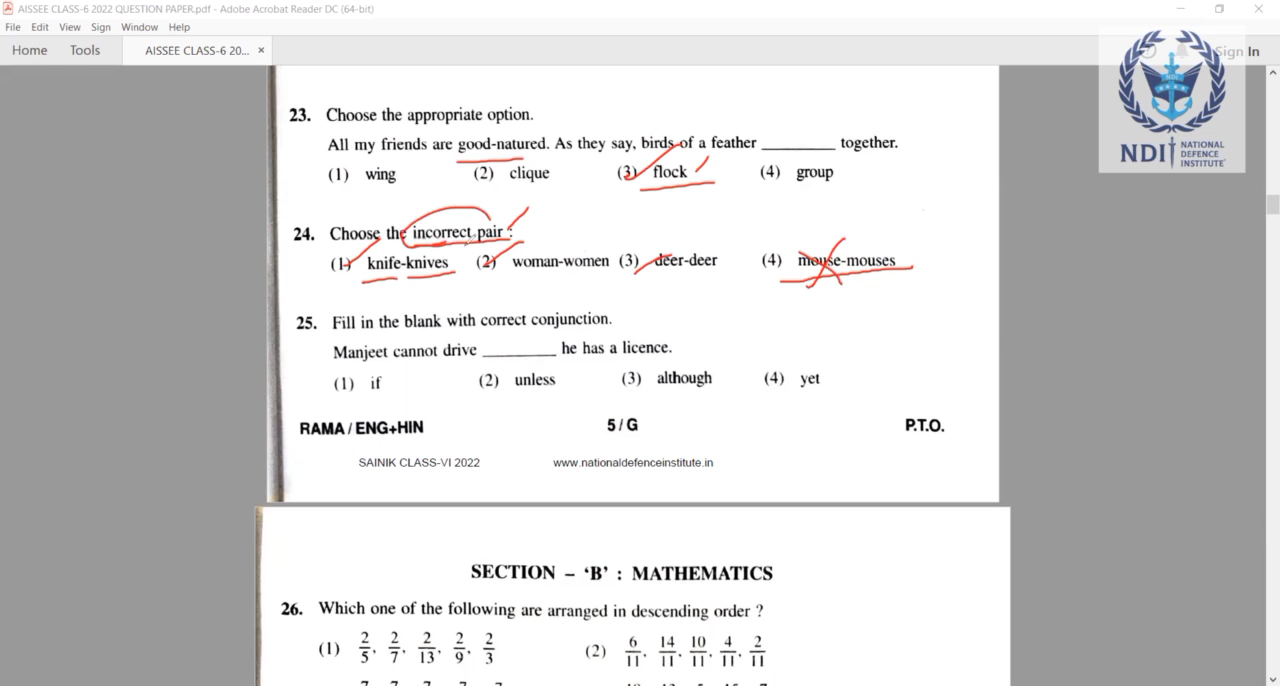 AISSEE CLASS-6 2022 QUESTION PAPER.pdf - Adobe Acrobat Reader DC (64-bit)
File Edit View Sign Window Help
Home Tools AISSEE CLASS-6 20... × Sign In
NDI NATIONAL DEFENCE INSTITUTE
23. Choose the appropriate option.
All my friends are good-natured. As they say, birds of a feather ________ together.
(1) wing (2) clique (3) flock (4) group
24. Choose the incorrect pair :
(1) knife-knives (2) woman-women (3) deer-deer (4) mouse-mouses
25. Fill in the blank with correct conjunction.
Manjeet cannot drive ________ he has a licence.
(1) if (2) unless (3) although (4) yet
RAMA / ENG+HIN 5 / G P.T.O.
SAINIK CLASS-VI 2022 www.nationaldefenceinstitute.in
SECTION – ‘B’ : MATHEMATICS
26. Which one of the following are arranged in descending order ?
(1) 2/5, 2/7, 2/13, 2/9, 2/3 (2) 6/11, 14/11, 10/11, 4/11, 2/11